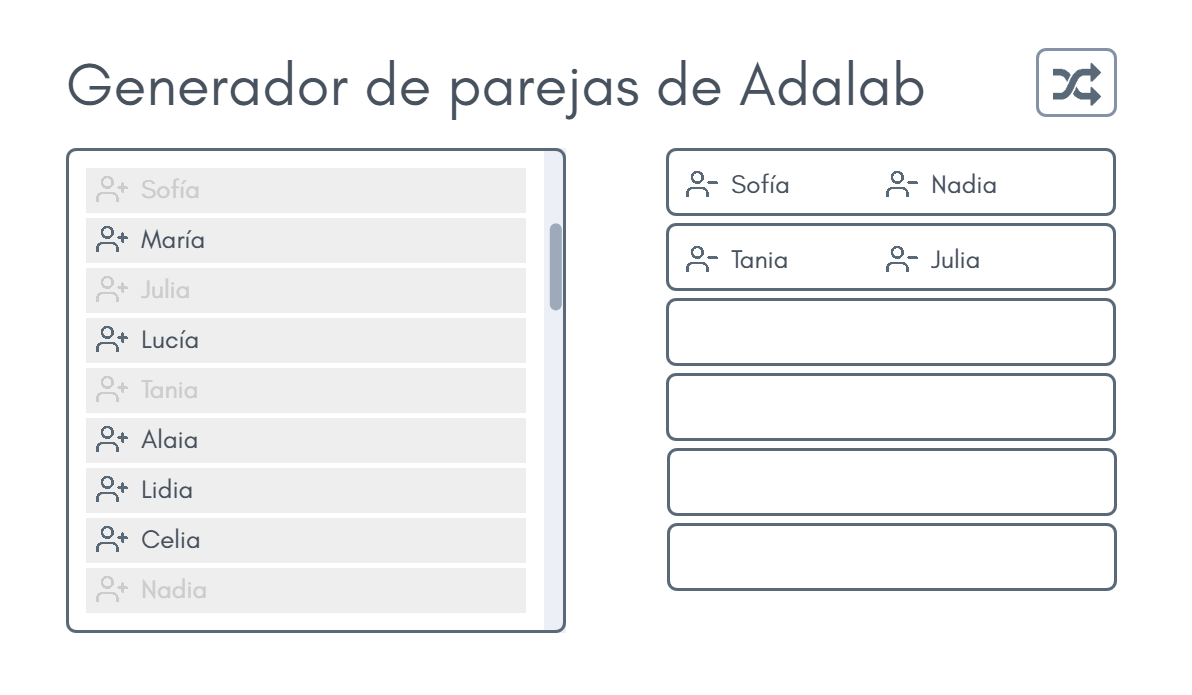 Generador de parejas de Adalab
Sofía
María
Julia
Lucía
Tania
Alaia
Lidia
Celia
Nadia
Sofía Nadia
Tania Julia